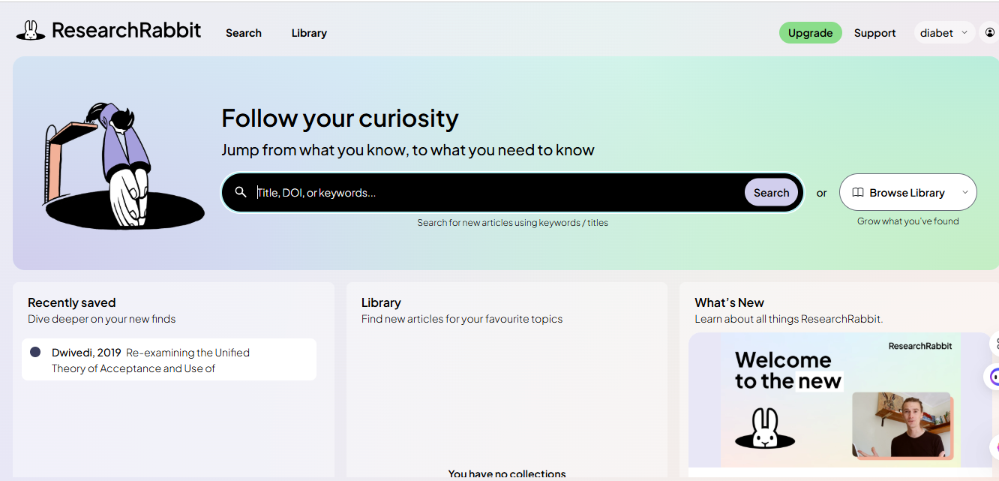 ResearchRabbit
Search
Library
Upgrade
Support
diabet
Follow your curiosity
Jump from what you know, to what you need to know
Title, DOI, or keywords...
Search
or
Browse Library
Search for new articles using keywords / titles
Grow what you've found
Recently saved
Dive deeper on your new finds
Dwivedi, 2019 Re-examining the Unified
Theory of Acceptance and Use of
Library
Find new articles for your favourite topics
You have no collections
What's New
Learn about all things ResearchRabbit.
ResearchRabbit
Welcome
to the new